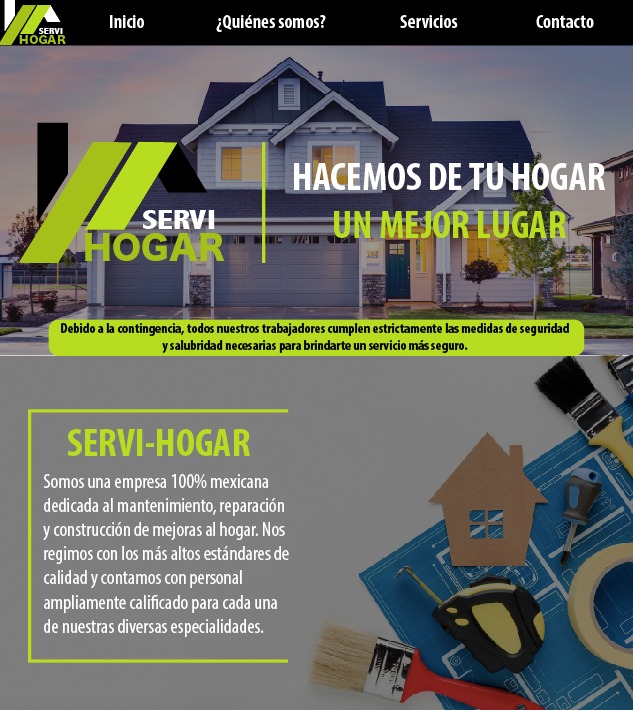 SERVI
HOGAR
Inicio
¿Quiénes somos?
Servicios
Contacto
SERVI
HOGAR
HACEMOS DE TU HOGAR
UN MEJOR LUGAR
Debido a la contingencia, todos nuestros trabajadores cumplen estrictamente las medidas de seguridad
y salubridad necesarias para brindarte un servicio más seguro.
SERVI-HOGAR
Somos una empresa 100% mexicana
dedicada al mantenimiento, reparación
y construcción de mejoras al hogar. Nos
regimos con los más altos estándares de
calidad y contamos con personal
ampliamente calificado para cada una
de nuestras diversas especialidades.